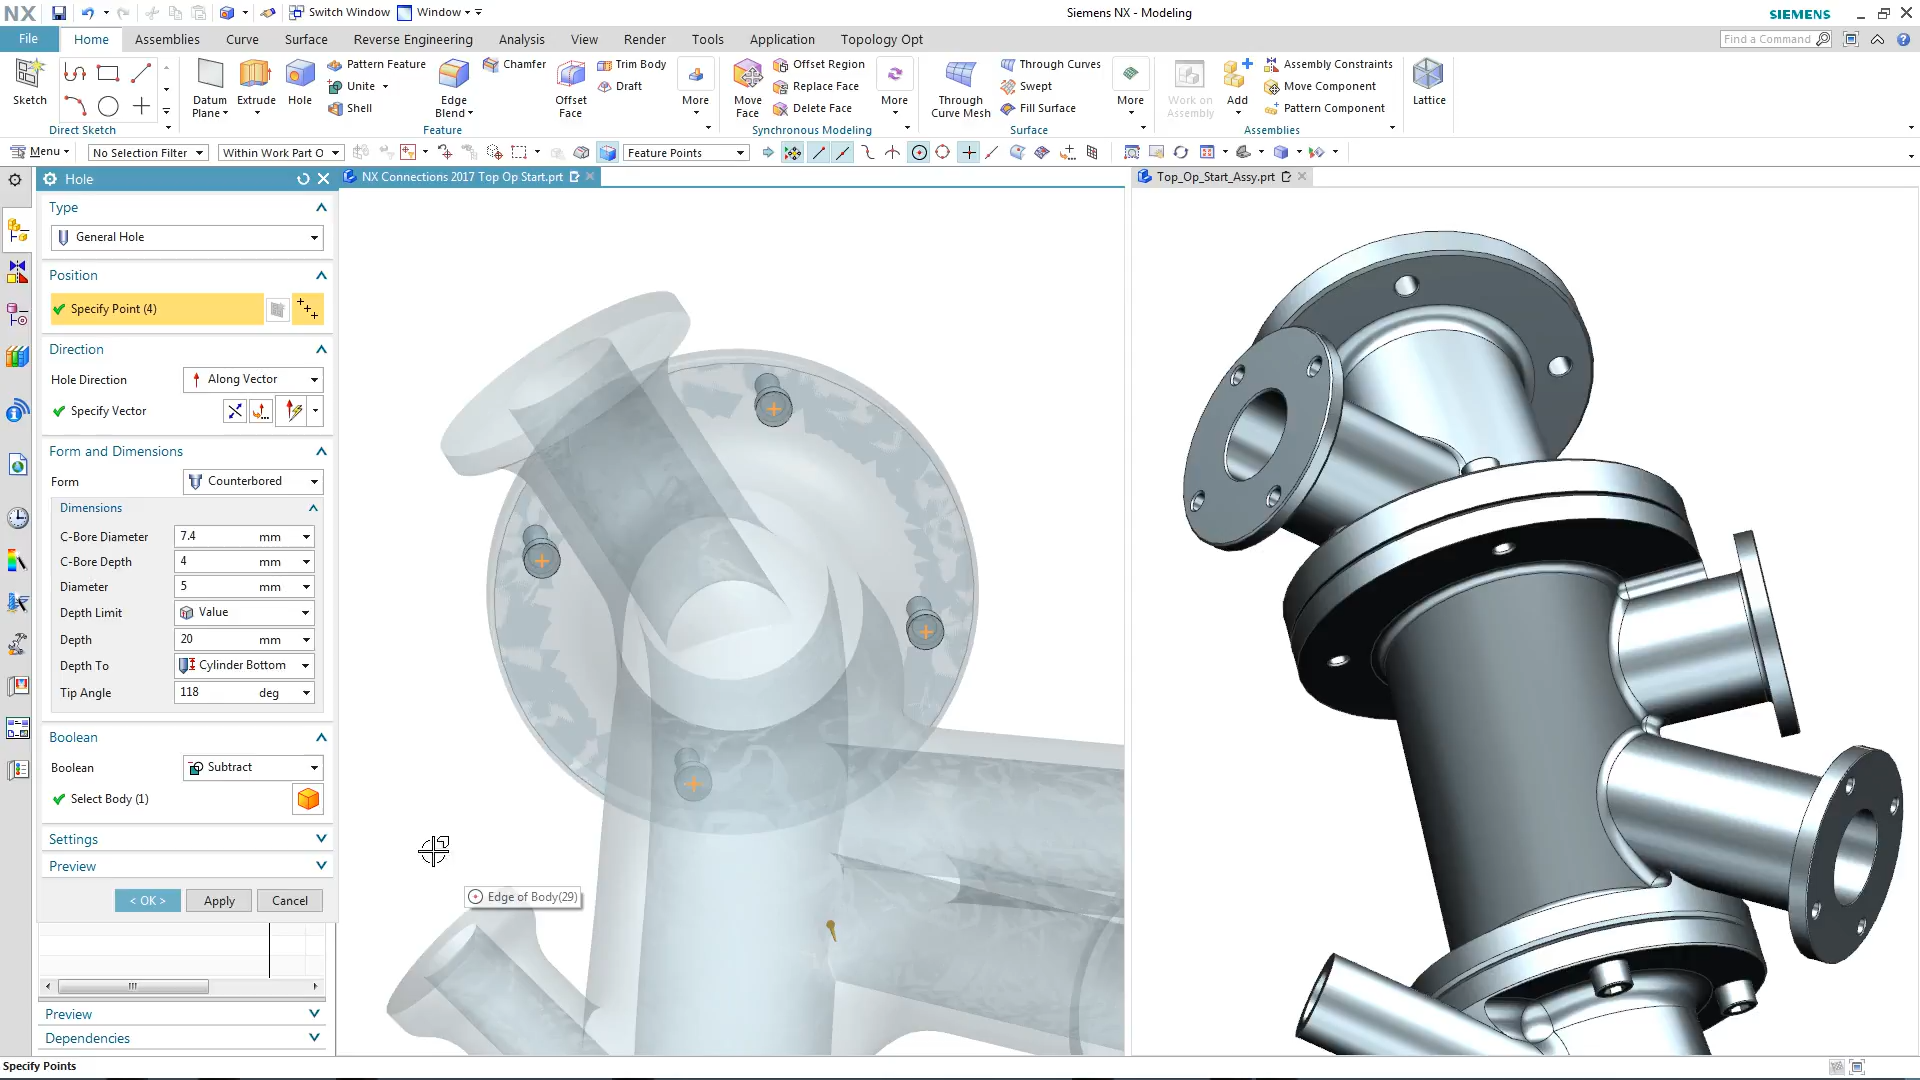 NX
Switch Window
Window
Siemens NX - Modeling
SIEMENS
File
Home
Assemblies
Curve
Surface
Reverse Engineering
Analysis
View
Render
Tools
Application
Topology Opt
Find a Command
Sketch
Direct Sketch
Datum Plane
Extrude
Hole
Pattern Feature
Unite
Shell
Edge Blend
Chamfer
Offset Face
Trim Body
Draft
More
Feature
Move Face
Offset Region
Replace Face
Delete Face
More
Synchronous Modeling
Through Curve Mesh
Through Curves
Swept
Fill Surface
More
Surface
Work on Assembly
Add
Assembly Constraints
Move Component
Pattern Component
Assemblies
Lattice
Menu
No Selection Filter
Within Work Part O
Feature Points
Hole
NX Connections 2017 Top Op Start.prt
Top_Op_Start_Assy.prt
Type
General Hole
Position
Specify Point (4)
Direction
Hole Direction
Along Vector
Specify Vector
Form and Dimensions
Form
Counterbored
Dimensions
C-Bore Diameter 7.4 mm
C-Bore Depth 4 mm
Diameter 5 mm
Depth Limit Value
Depth 20 mm
Depth To Cylinder Bottom
Tip Angle 118 deg
Boolean
Boolean Subtract
Select Body (1)
Settings
Preview
< OK >
Apply
Cancel
Edge of Body(29)
Preview
Dependencies
Specify Points